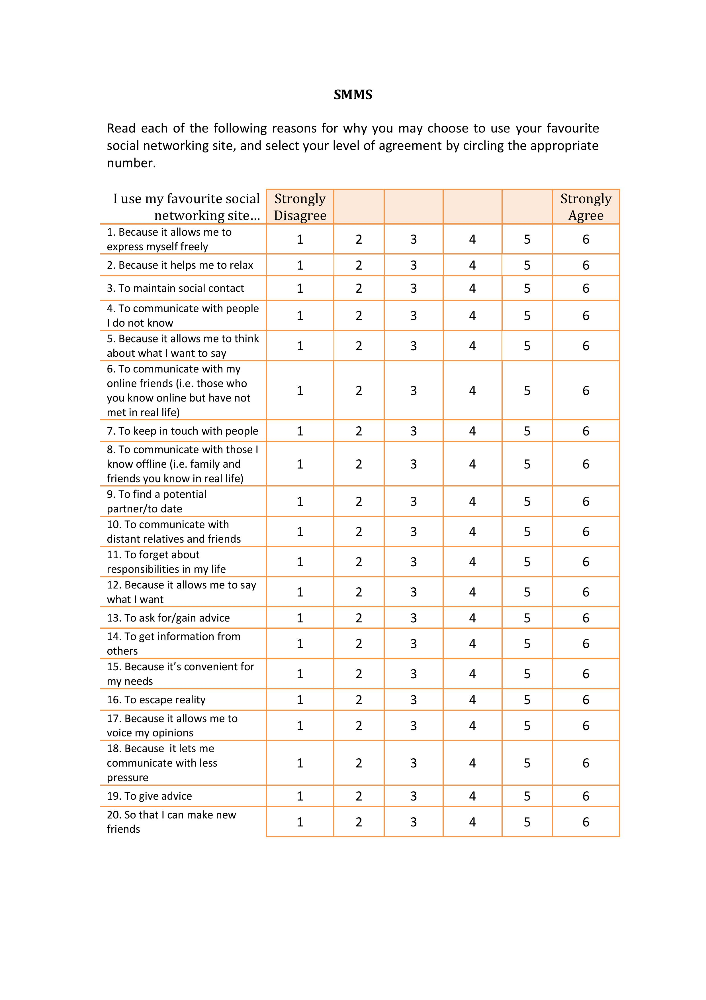 SMMS
Read each of the following reasons for why you may choose to use your favourite
social networking site, and select your level of agreement by circling the appropriate
number.
I use my favourite social
networking site...
Strongly
Disagree
Strongly
Agree
1. Because it allows me to
express myself freely
1 2 3 4 5 6
2. Because it helps me to relax
1 2 3 4 5 6
3. To maintain social contact
1 2 3 4 5 6
4. To communicate with people
I do not know
1 2 3 4 5 6
5. Because it allows me to think
about what I want to say
1 2 3 4 5 6
6. To communicate with my
online friends (i.e. those who
you know online but have not
met in real life)
1 2 3 4 5 6
7. To keep in touch with people
1 2 3 4 5 6
8. To communicate with those I
know offline (i.e. family and
friends you know in real life)
1 2 3 4 5 6
9. To find a potential
partner/to date
1 2 3 4 5 6
10. To communicate with
distant relatives and friends
1 2 3 4 5 6
11. To forget about
responsibilities in my life
1 2 3 4 5 6
12. Because it allows me to say
what I want
1 2 3 4 5 6
13. To ask for/gain advice
1 2 3 4 5 6
14. To get information from
others
1 2 3 4 5 6
15. Because it’s convenient for
my needs
1 2 3 4 5 6
16. To escape reality
1 2 3 4 5 6
17. Because it allows me to
voice my opinions
1 2 3 4 5 6
18. Because  it lets me
communicate with less
pressure
1 2 3 4 5 6
19. To give advice
1 2 3 4 5 6
20. So that I can make new
friends
1 2 3 4 5 6